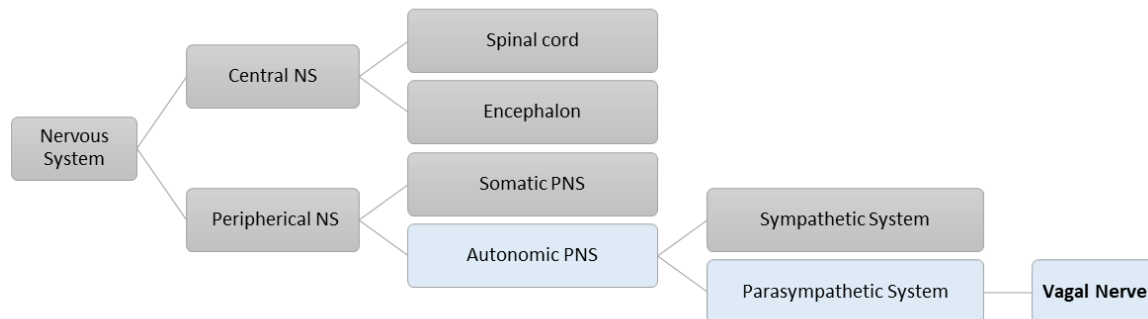 Spinal cord
Central NS
Encephalon
Nervous
System
Somatic PNS
Peripherical NS
Sympathetic System
Autonomic PNS
Parasympathetic System
Vagal Nerve